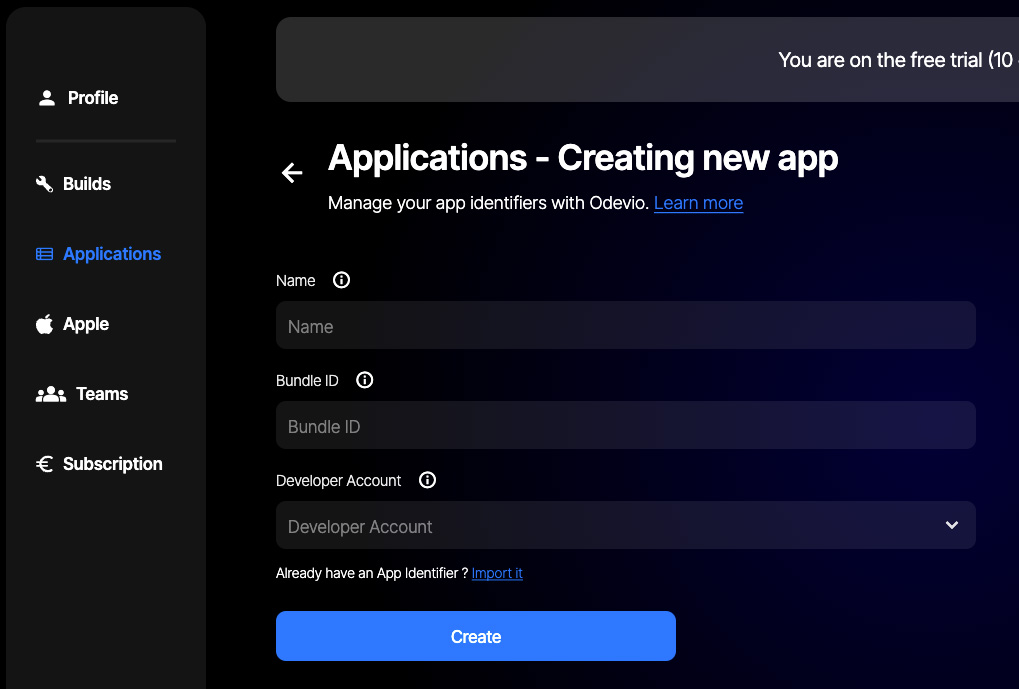 Profile
Builds
Applications
Apple
Teams
Subscription
You are on the free trial (10
Applications - Creating new app
Manage your app identifiers with Odevio. Learn more
Name
Name
Bundle ID
Bundle ID
Developer Account
Developer Account
Already have an App Identifier ? Import it
Create